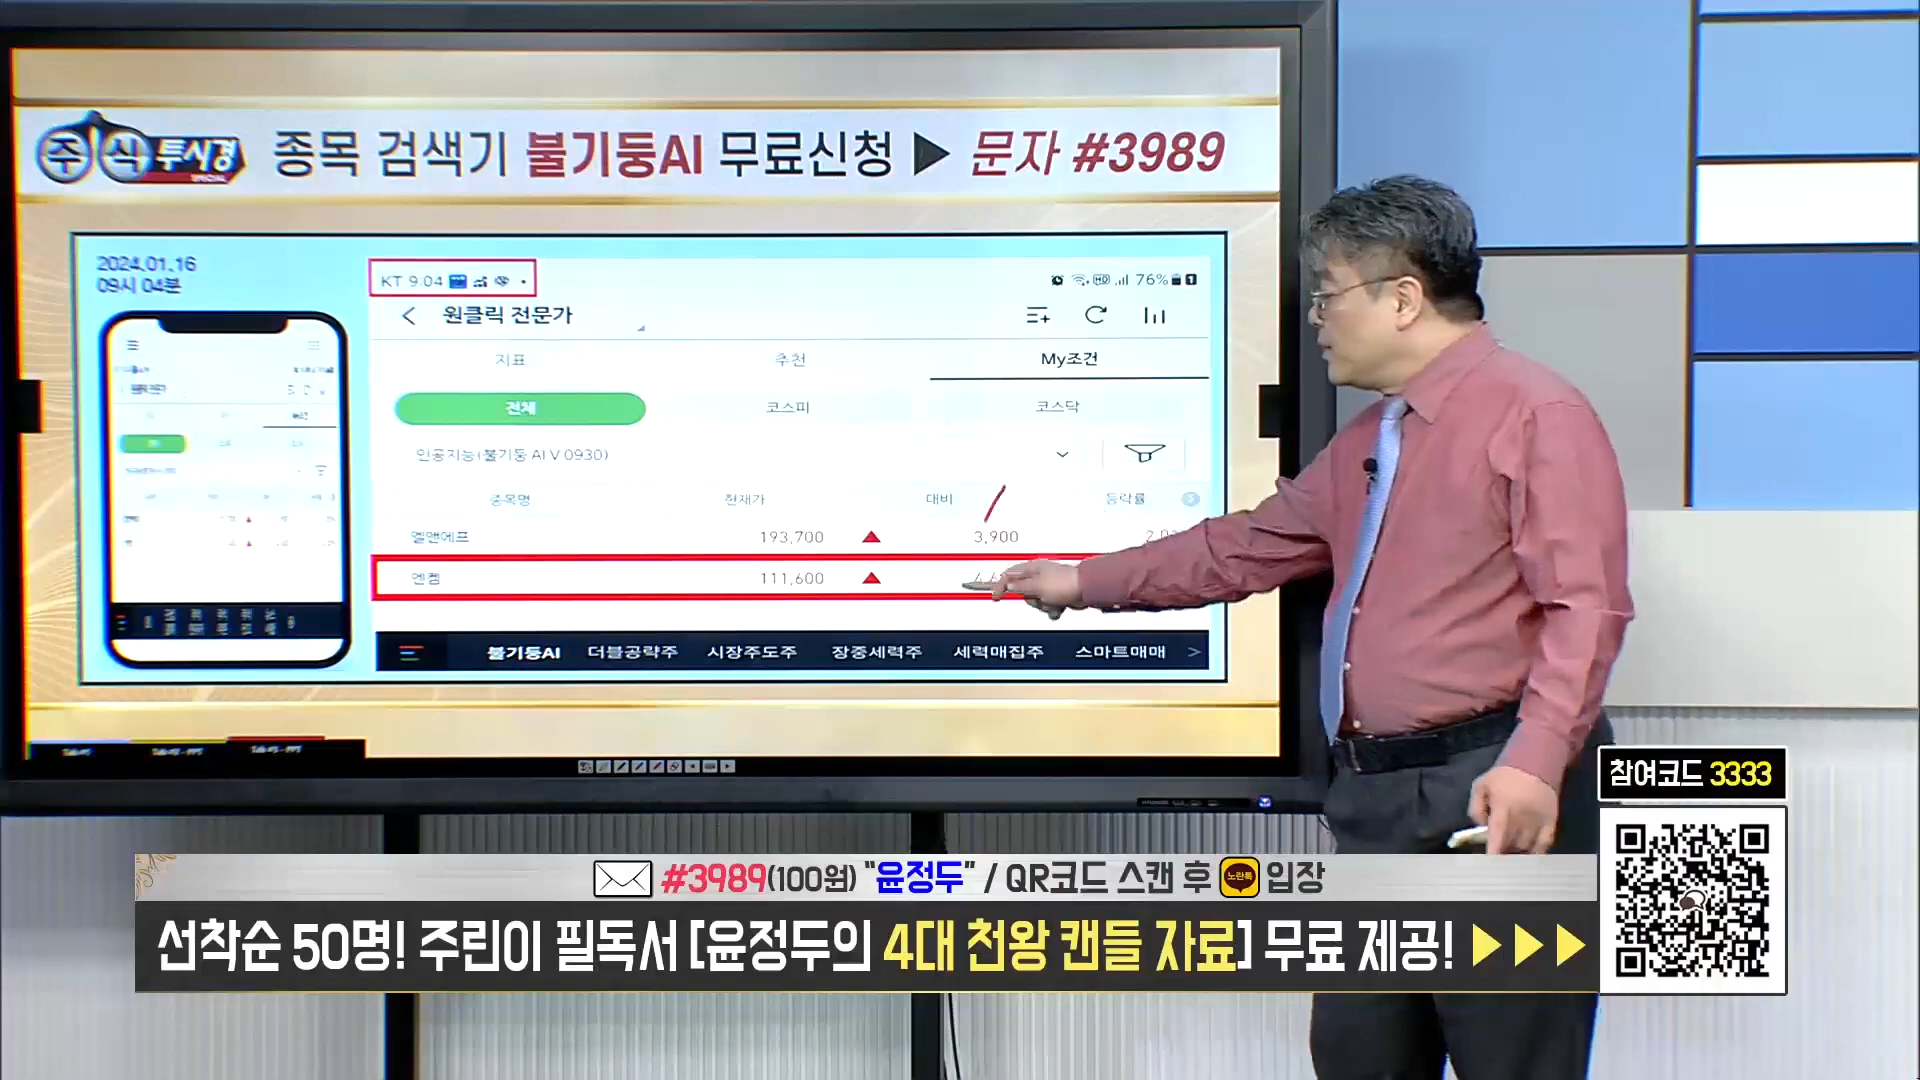 주식투시경
종목 검색기 불기둥AI 무료신청 ▶ 문자 #3989
2024.01.16
09시 04분
KT 9:04
76%
원클릭 전문가
지표 추천 My조건
전체 코스피 코스닥
인공지능(불기둥 AI V 0930)
종목명 현재가 대비 등락률
엘앤에프 193,700 ▲ 3,900
엔켐 111,600 ▲
불기둥AI 더블공략주 시장주도주 장중세력주 세력매집주 스마트매매 >
참여코드 3333
#3989(100원) "윤정두" / QR코드 스캔 후 노란톡 입장
선착순 50명! 주린이 필독서 [윤정두의 4대 천왕 캔들 자료] 무료 제공! ▶▶▶